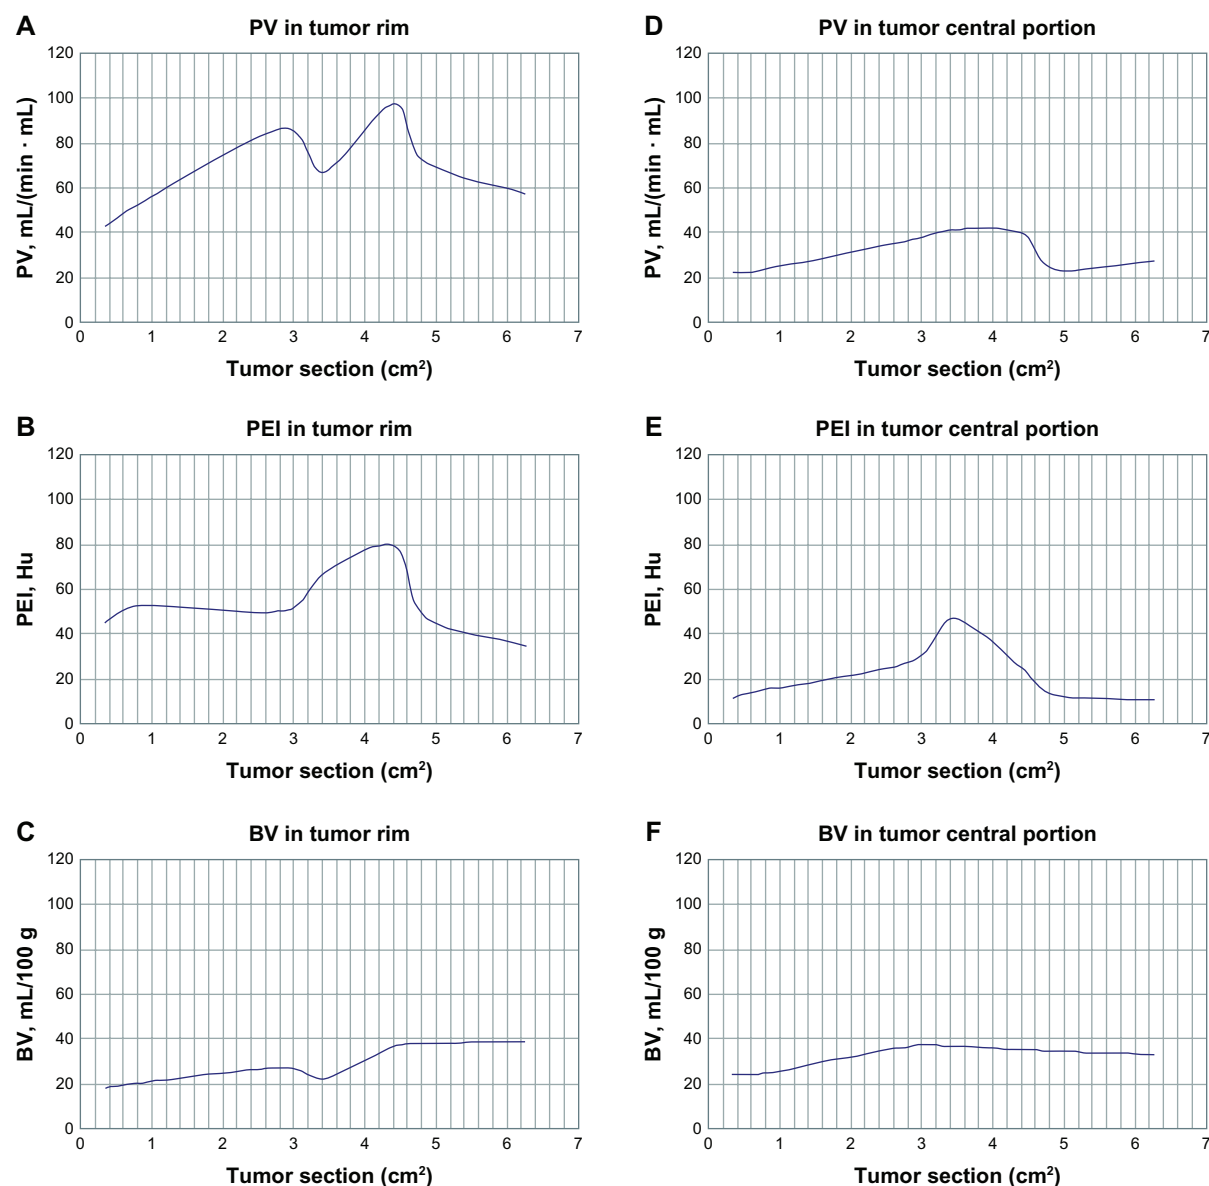 A
PV in tumor rim
PV, mL/(min · mL)
120
100
80
60
40
20
0
0 1 2 3 4 5 6 7
Tumor section (cm²)
D
PV in tumor central portion
PV, mL/(min · mL)
120
100
80
60
40
20
0
0 1 2 3 4 5 6 7
Tumor section (cm²)
B
PEI in tumor rim
PEI, Hu
120
100
80
60
40
20
0
0 1 2 3 4 5 6 7
Tumor section (cm²)
E
PEI in tumor central portion
PEI, Hu
120
100
80
60
40
20
0
0 1 2 3 4 5 6 7
Tumor section (cm²)
C
BV in tumor rim
BV, mL/100 g
120
100
80
60
40
20
0
0 1 2 3 4 5 6 7
Tumor section (cm²)
F
BV in tumor central portion
BV, mL/100 g
120
100
80
60
40
20
0
0 1 2 3 4 5 6 7
Tumor section (cm²)